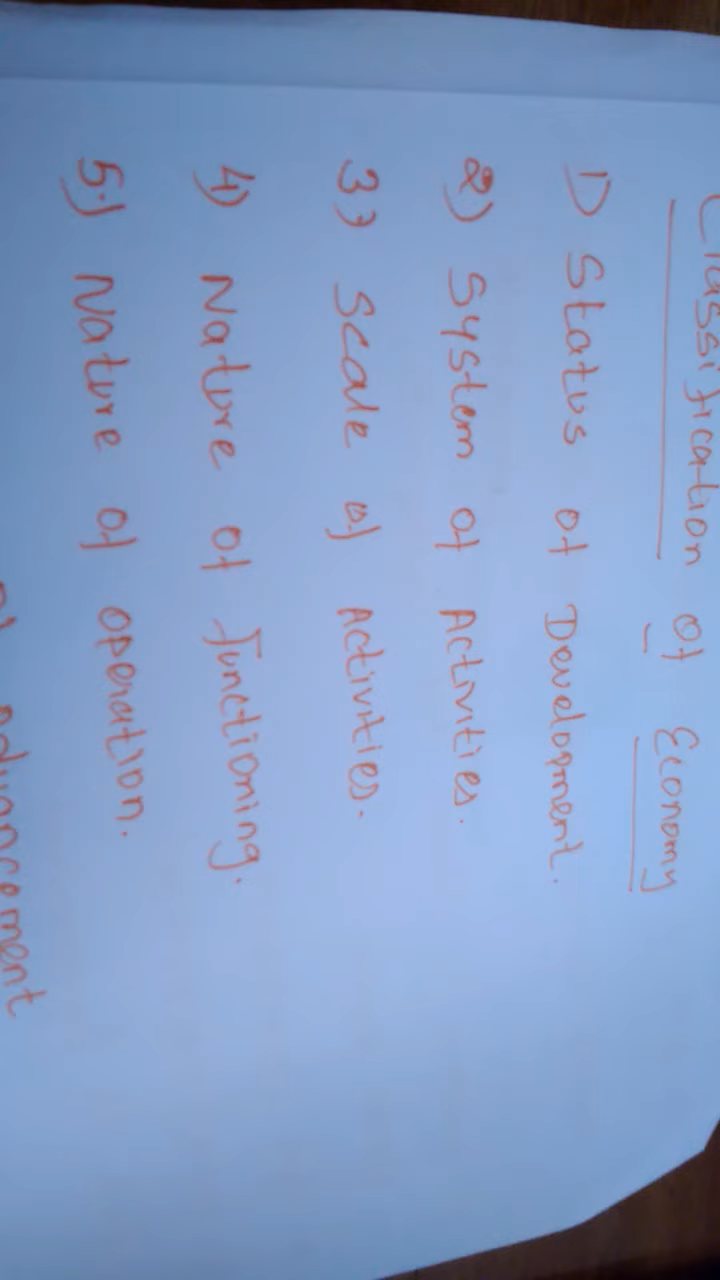 Classification of Economy
1) Status of Development.
2) System of Activities.
3) Scale of Activities.
4) Nature of functioning.
5.) Nature of operation.
advancement